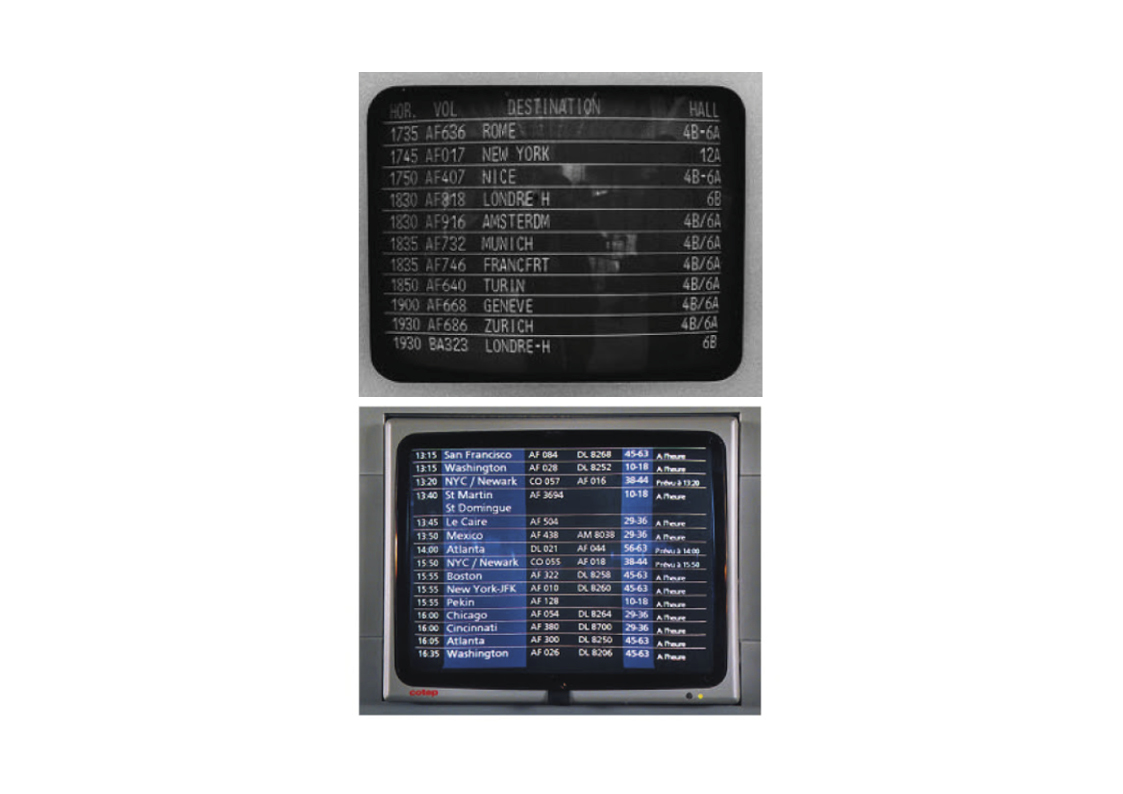 HOR. VOL DESTINATION HALL
1735 AF636 ROME 4B-6A
1745 AF017 NEW YORK 12A
1750 AF407 NICE 4B-6A
1830 AF818 LONDRE H 6B
1830 AF916 AMSTERDM 4B/6A
1835 AF732 MUNICH 4B/6A
1835 AF746 FRANCFRT 4B/6A
1850 AF640 TURIN 4B/6A
1900 AF668 GENEVE 4B/6A
1930 AF686 ZURICH 4B/6A
1930 BA323 LONDRE-H 6B
13:15 San Francisco AF 084 DL 8268 45-63 A l'heure
13:15 Washington AF 028 DL 8252 10-18 A l'heure
13:20 NYC / Newark CO 057 AF 016 38-44 Prévu à 13:20
13:40 St Martin AF 3694 10-18 A l'heure
St Domingue
13:45 Le Caire AF 504 29-36 A l'heure
13:50 Mexico AF 438 AM 8038 29-36 A l'heure
14:00 Atlanta DL 021 AF 044 56-63 Prévu à 14:00
15:50 NYC / Newark CO 055 AF 018 38-44 Prévu à 15:50
15:55 Boston AF 322 DL 8258 45-63 A l'heure
15:55 New York-JFK AF 010 DL 8260 45-63 A l'heure
15:55 Pekin AF 128 10-18 A l'heure
16:00 Chicago AF 054 DL 8264 29-36 A l'heure
16:00 Cincinnati AF 380 DL 8700 29-36 A l'heure
16:05 Atlanta AF 300 DL 8250 45-63 A l'heure
16:35 Washington AF 026 DL 8206 45-63 A l'heure
cotep